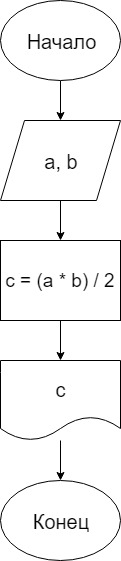 Начало
a, b
c = (a * b) / 2
c
Конец